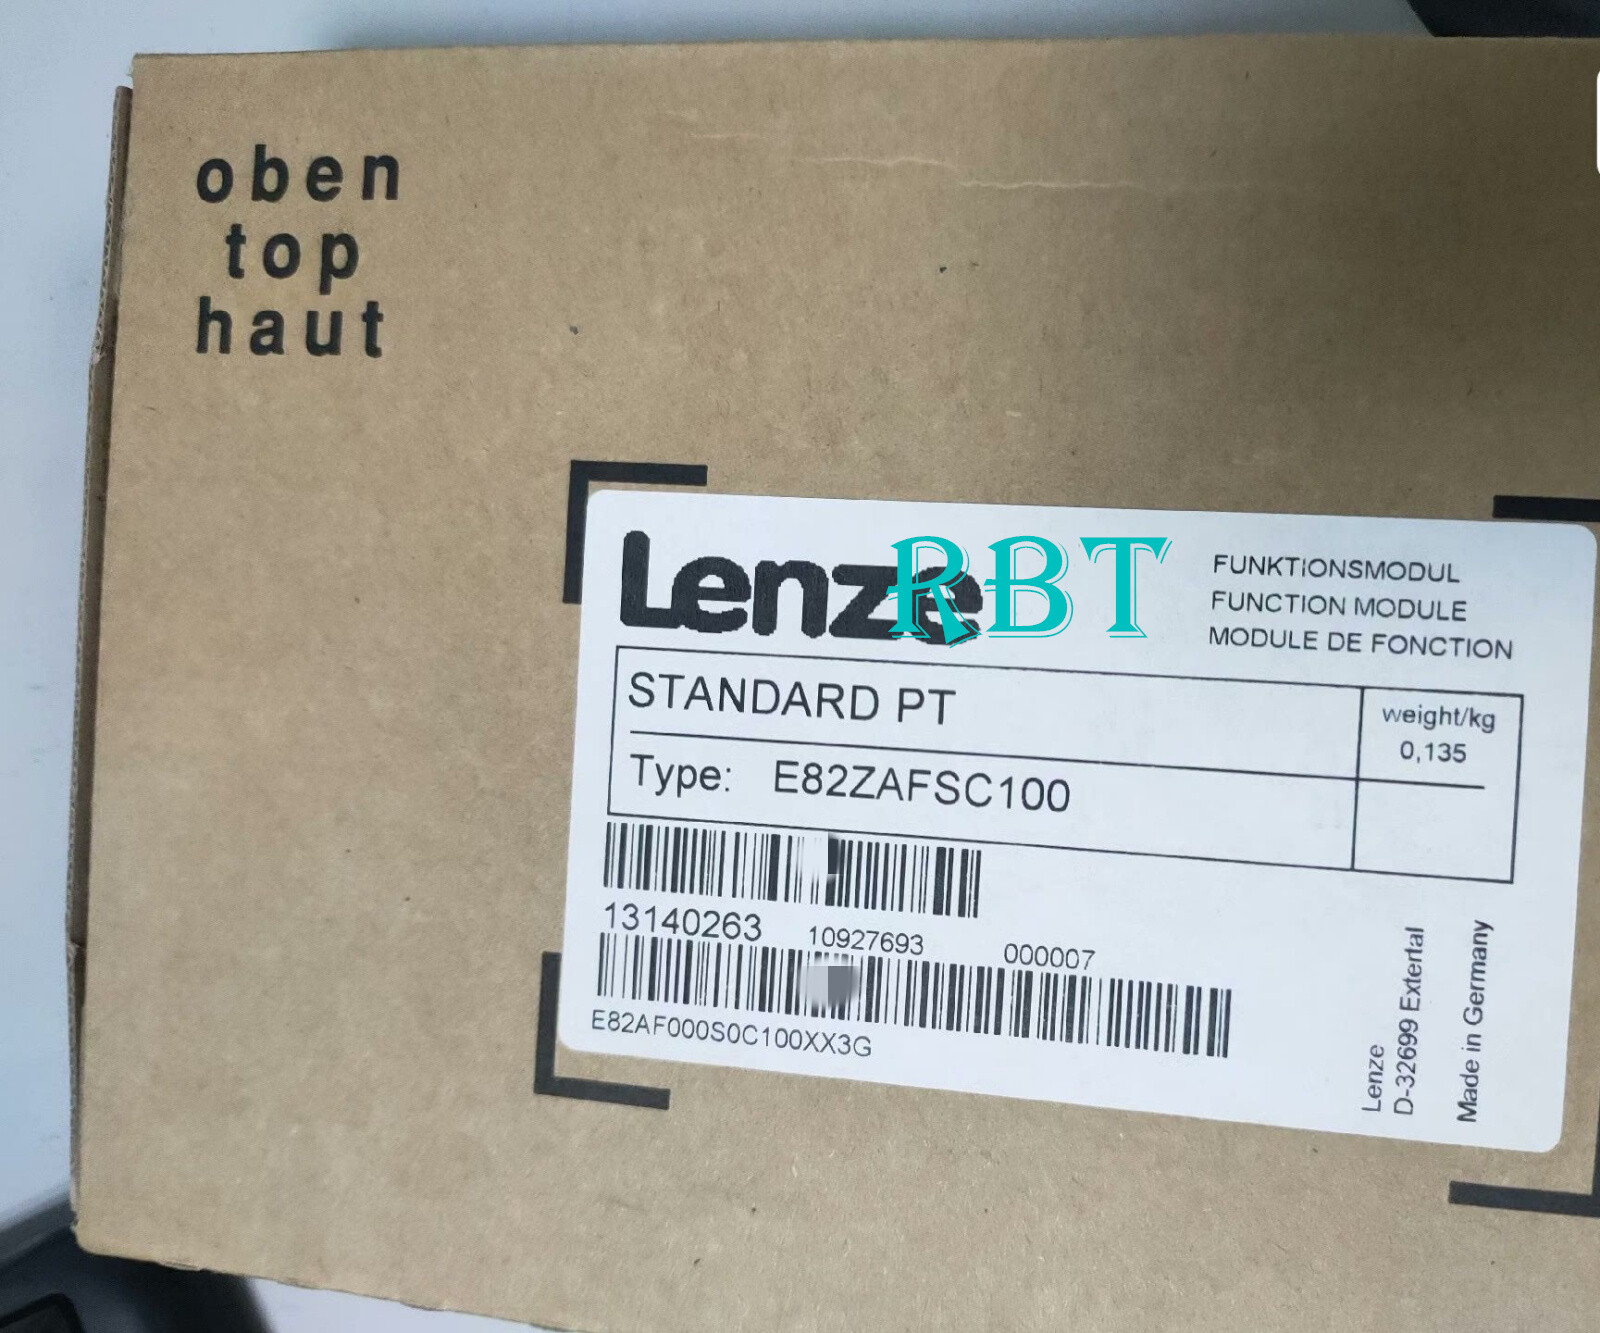 oben
top
haut
Lenze
RBT
FUNKTIONSMODUL
FUNCTION MODULE
MODULE DE FONCTION
STANDARD PT
weight/kg
0,135
Type: E82ZAFSC100
13140263 10927693 000007
E82AF000S0C100XX3G
Lenze
D-32699 Extertal
Made in Germany